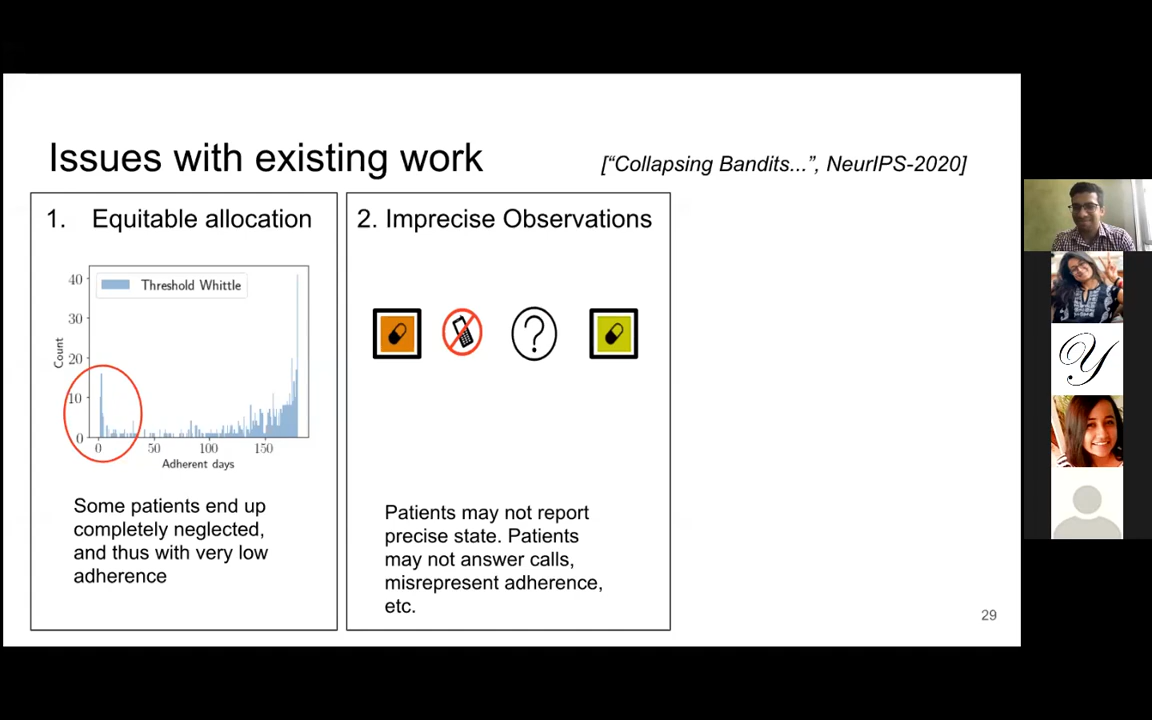 Issues with existing work
[“Collapsing Bandits...”, NeurIPS-2020]
1. Equitable allocation
Threshold Whittle
40
30
20
10
0
Count
0 50 100 150
Adherent days
Some patients end up
completely neglected,
and thus with very low
adherence
2. Imprecise Observations
?
Patients may not report
precise state. Patients
may not answer calls,
misrepresent adherence,
etc.
29
Y